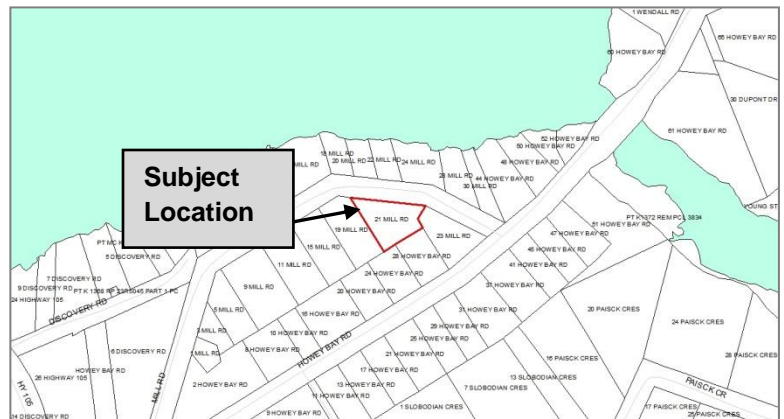 1 WENDALL RD
66 HOWEY BAY RD
60 HOWEY BAY RD
30 DUPONT DR
61 HOWEY BAY RD
YOUNG ST
Subject
Location
18 MILL RD
20 MILL RD
22 MILL RD
24 MILL RD
MILL RD
28 MILL RD
30 MILL RD
52 HOWEY BAY RD
50 HOWEY BAY RD
48 HOWEY BAY RD
44 HOWEY BAY RD
21 MILL RD
19 MILL RD
23 MILL RD
15 MILL RD
11 MILL RD
9 MILL RD
5 MILL RD
3 MILL RD
1 MILL RD
51 HOWEY BAY RD
PT K1372 REM PCL 3834
47 HOWEY BAY RD
45 HOWEY BAY RD
41 HOWEY BAY RD
37 HOWEY BAY RD
28 HOWEY BAY RD
24 HOWEY BAY RD
20 HOWEY BAY RD
16 HOWEY BAY RD
10 HOWEY BAY RD
8 HOWEY BAY RD
2 HOWEY BAY RD
31 HOWEY BAY RD
29 HOWEY BAY RD
25 HOWEY BAY RD
21 HOWEY BAY RD
17 HOWEY BAY RD
13 HOWEY BAY RD
11 HOWEY BAY RD
9 HOWEY BAY RD
HOWEY BAY RD
PT MC K
5 DISCOVERY RD
7 DISCOVERY RD
9 DISCOVERY RD
24 HIGHWAY 105
DISCOVERY RD
6 DISCOVERY RD
HOWEY BAY RD
26 HIGHWAY 105
HY 105
MILL RD
14 DISCOVERY RD
20 PAISCK CRES
24 PAISCK CRES
28 PAISCK CRES
16 PAISCK CRES
13 SLOBODIAN CRES
7 SLOBODIAN CRES
1 SLOBODIAN CRES
PAISCK CR
17 PAISCK CRES
25 PAISCK CRES